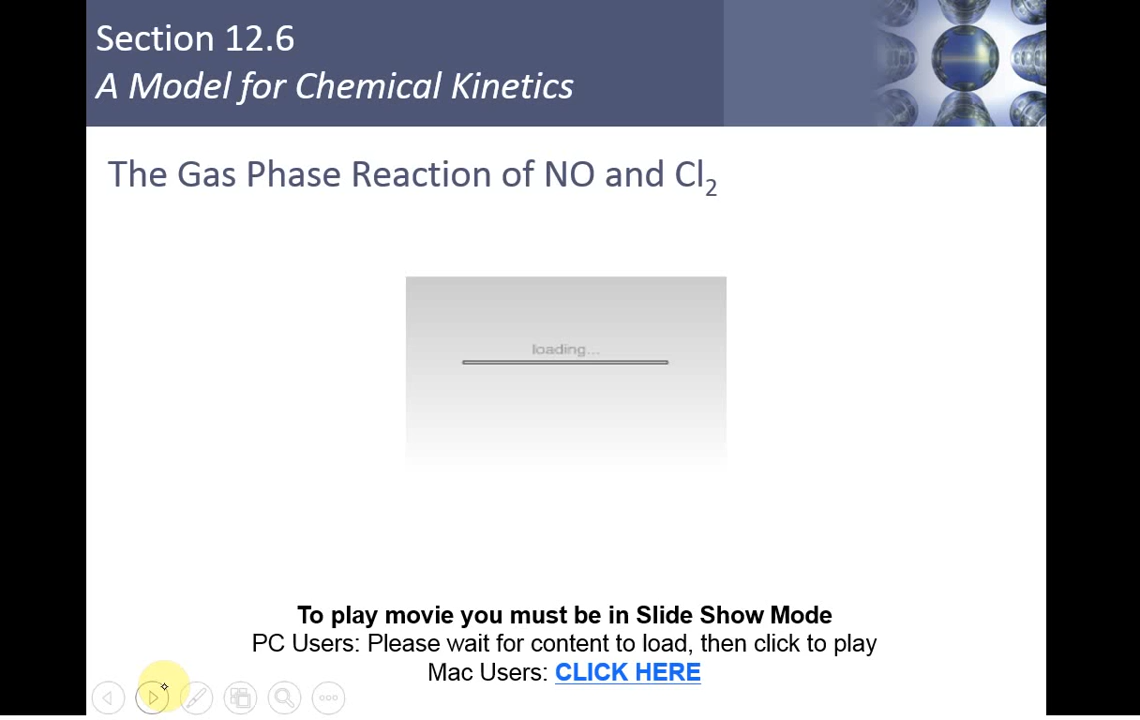 Section 12.6
A Model for Chemical Kinetics
The Gas Phase Reaction of NO and Cl₂
loading...
To play movie you must be in Slide Show Mode
PC Users: Please wait for content to load, then click to play
Mac Users: CLICK HERE